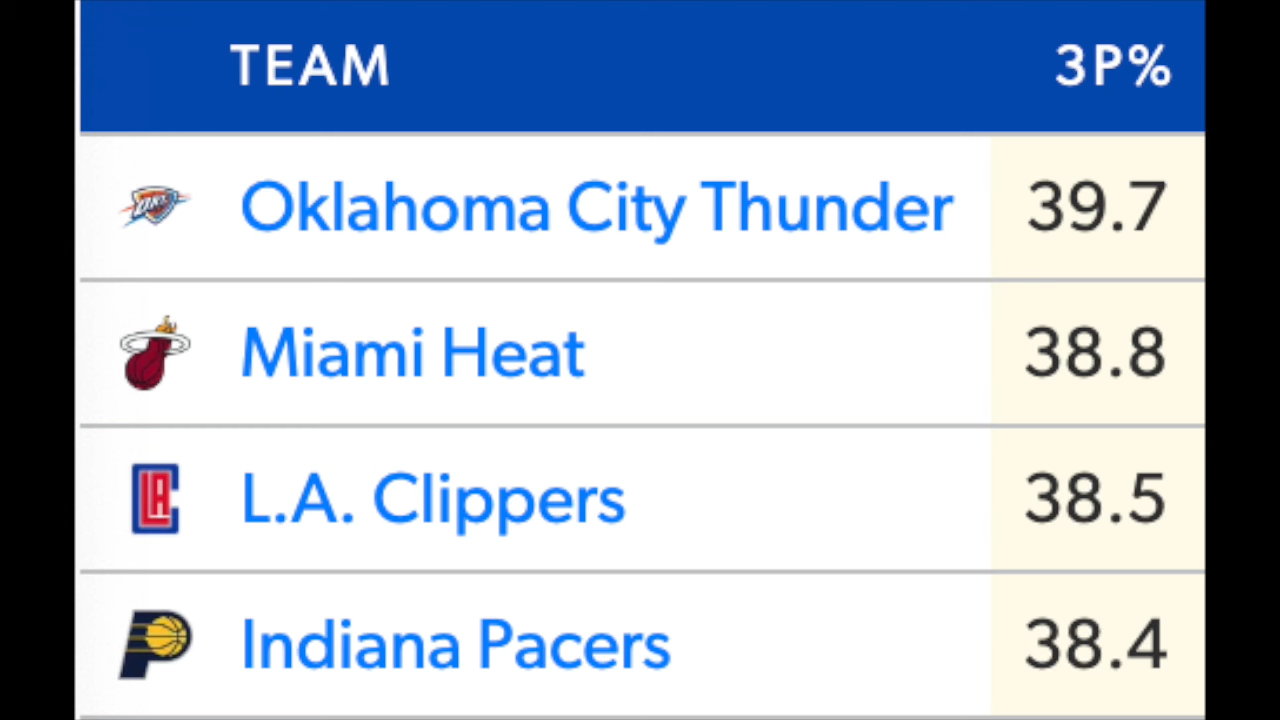 TEAM 3P%
Oklahoma City Thunder 39.7
Miami Heat 38.8
L.A. Clippers 38.5
Indiana Pacers 38.4